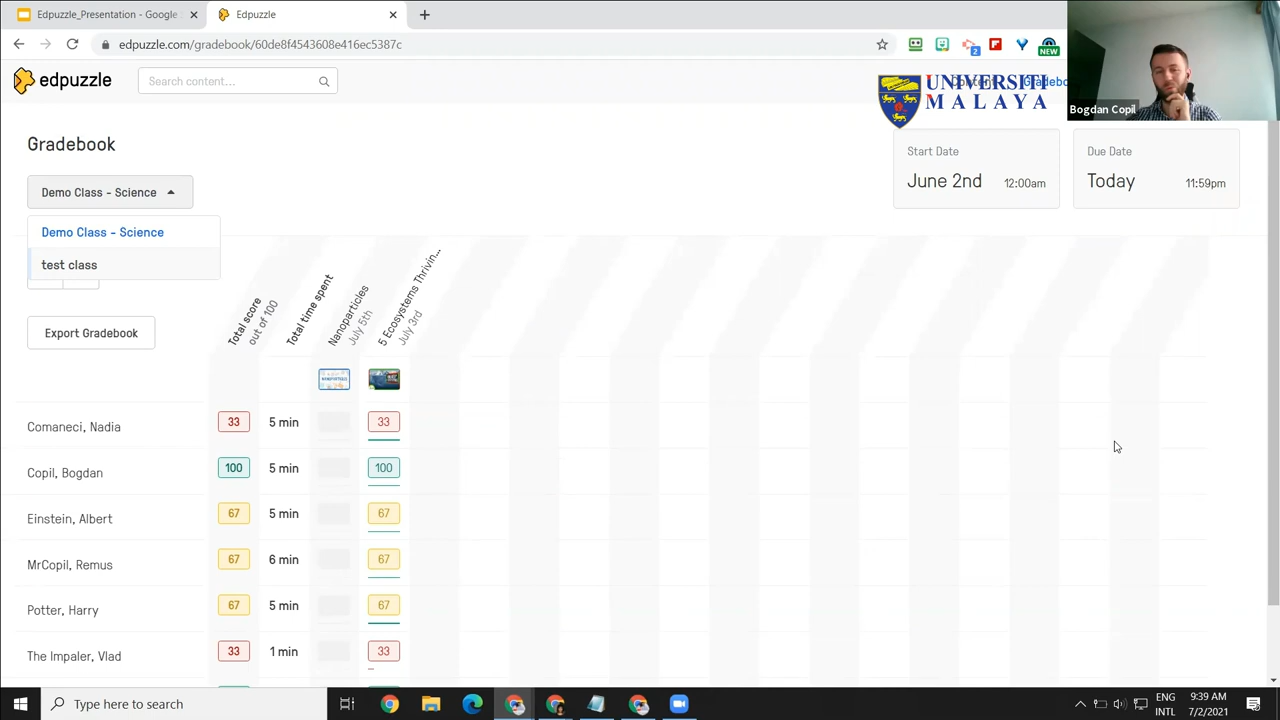 Edpuzzle_Presentation - Google
Edpuzzle
edpuzzle.com/gradebook/601e8f4543608e416ec5387c
2
NEW
edpuzzle
Search content...
Content
Gradebo
UNIVERSITI
MALAYA
Bogdan Copil
Gradebook
Start Date
June 2nd 12:00am
Due Date
Today 11:59pm
Demo Class - Science
Demo Class - Science
test class
Export Gradebook
Total score
out of 100
Total time spent
Nanoparticles
July 5th
5 Ecosystems Thrivin...
July 3rd
Comaneci, Nadia 33 5 min 33
Copil, Bogdan 100 5 min 100
Einstein, Albert 67 5 min 67
MrCopil, Remus 67 6 min 67
Potter, Harry 67 5 min 67
The Impaler, Vlad 33 1 min 33
Type here to search
ENG
INTL
9:39 AM
7/2/2021